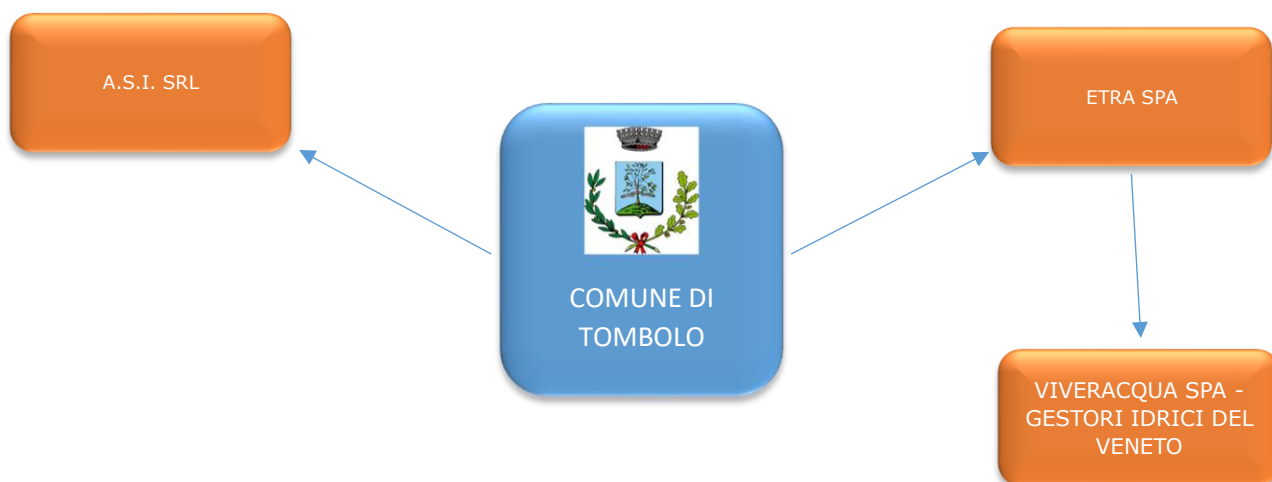 A.S.I. SRL
ETRA SPA
COMUNE DI
TOMBOLO
VIVERACQUA SPA -
GESTORI IDRICI DEL
VENETO